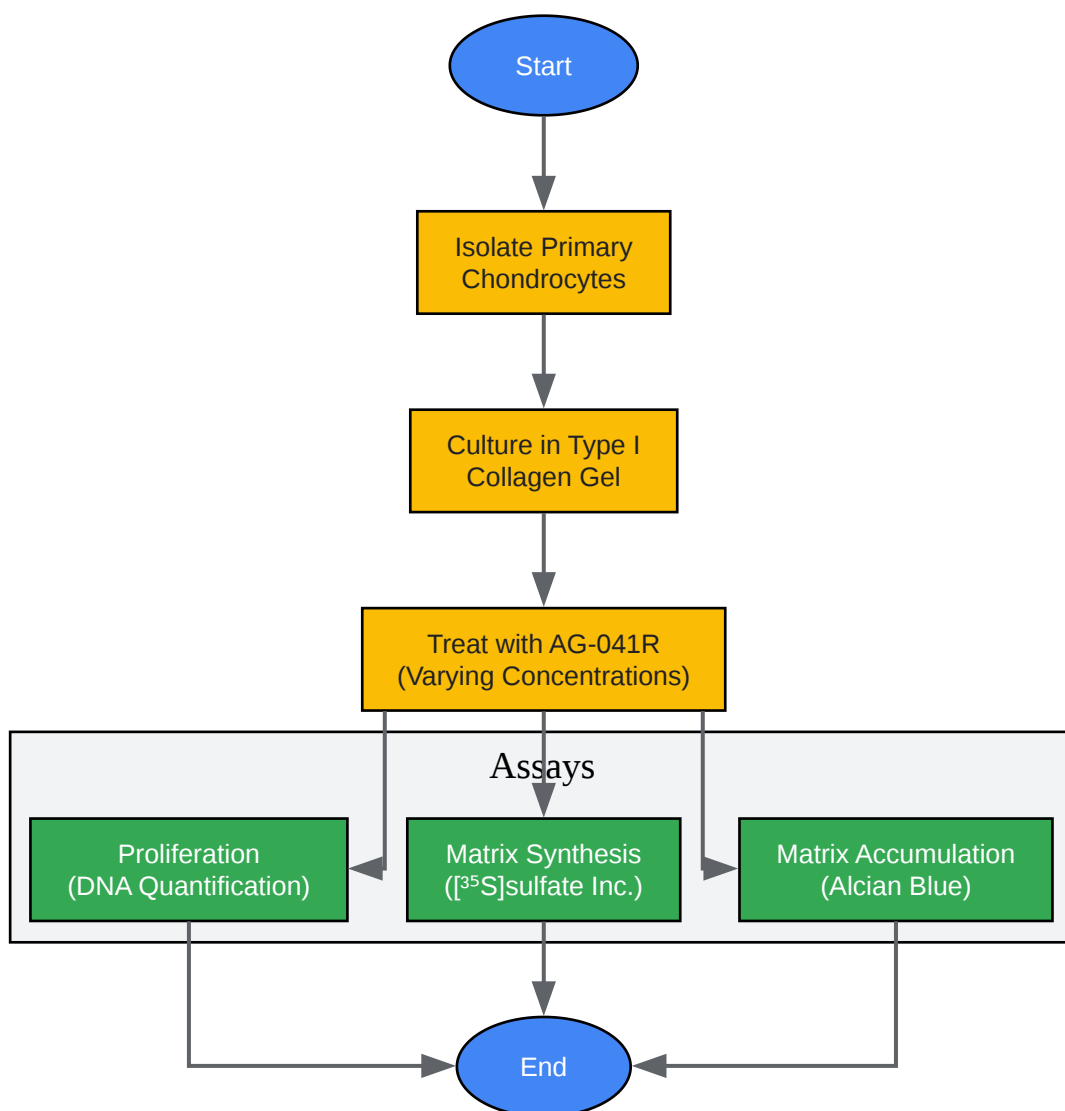 Start
Isolate Primary
Chondrocytes
Culture in Type I
Collagen Gel
Treat with AG-041R
(Varying Concentrations)
Assays
Proliferation
(DNA Quantification)
Matrix Synthesis
([³⁵S]sulfate Inc.)
Matrix Accumulation
(Alcian Blue)
End